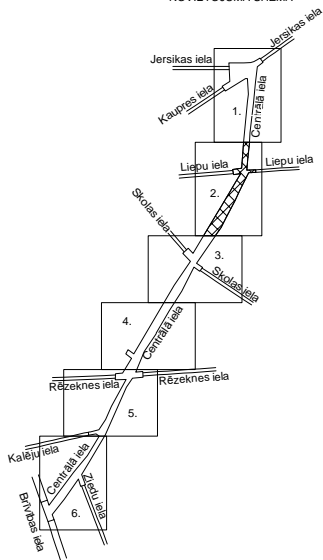 Jersikas iela
Jersikas iela
Kaupres iela
1.
Centrālā iela
Liepu iela
Liepu iela
2.
Skolas iela
3.
Skolas iela
4.
Centrālā iela
Rēzeknes iela
Rēzeknes iela
5.
Kalēju iela
Centrālā iela
Ziedu iela
6.
Brīvības iela